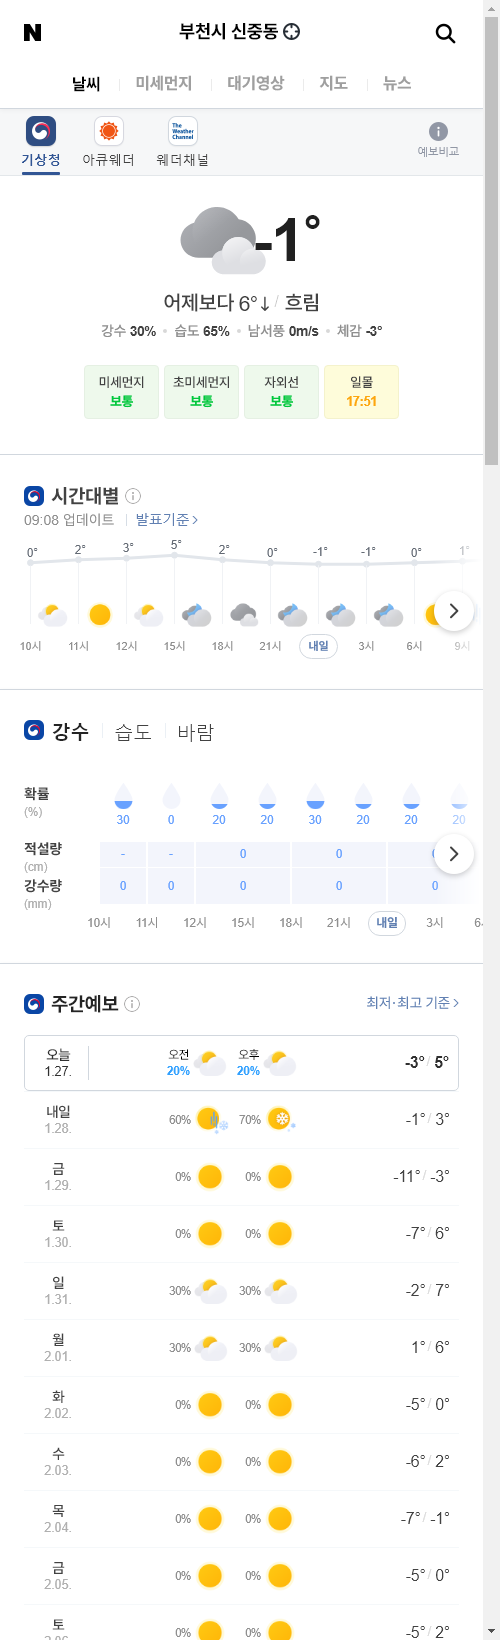 N
부천시 신중동
날씨 미세먼지 대기영상 지도 뉴스
The Weather Channel
기상청 아큐웨더 웨더채널 예보비교
-1°
어제보다 6°↓ / 흐림
강수 30% • 습도 65% • 남서풍 0m/s • 체감 -3°
미세먼지 초미세먼지 자외선 일몰
보통 보통 보통 17:51
시간대별
09:08 업데이트 발표기준 >
0° 2° 3° 5° 2° 0° -1° -1° 0° 1°
10시 11시 12시 15시 18시 21시 내일 3시 6시 9시
강수 습도 바람
확률
(%)
30 0 20 20 30 20 20 20
적설량
(cm)
- - 0 0
강수량
(mm)
0 0 0 0 0
10시 11시 12시 15시 18시 21시 내일 3시
주간예보 최저·최고 기준 >
오늘 오전 오후
1.27. 20% 20% -3° / 5°
내일
1.28. 60% 70% -1° / 3°
금
1.29. 0% 0% -11° / -3°
토
1.30. 0% 0% -7° / 6°
일
1.31. 30% 30% -2° / 7°
월
2.01. 30% 30% 1° / 6°
화
2.02. 0% 0% -5° / 0°
수
2.03. 0% 0% -6° / 2°
목
2.04. 0% 0% -7° / -1°
금
2.05. 0% 0% -5° / 0°
토
0% 0% -5° / 2°